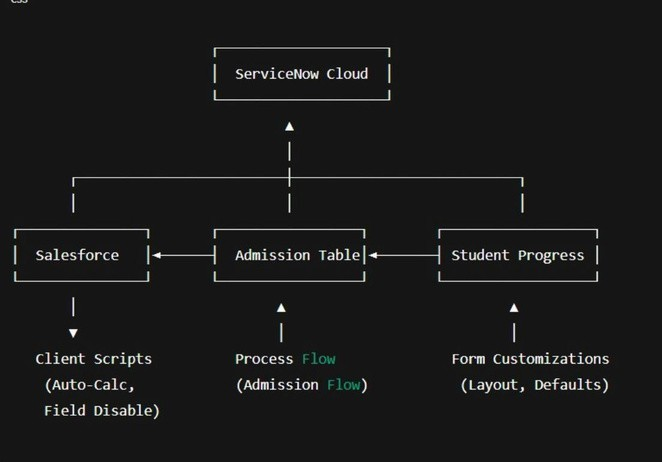 css
ServiceNow Cloud
Salesforce
Admission Table
Student Progress
Client Scripts
(Auto-Calc,
Field Disable)
Process Flow
(Admission Flow)
Form Customizations
(Layout, Defaults)